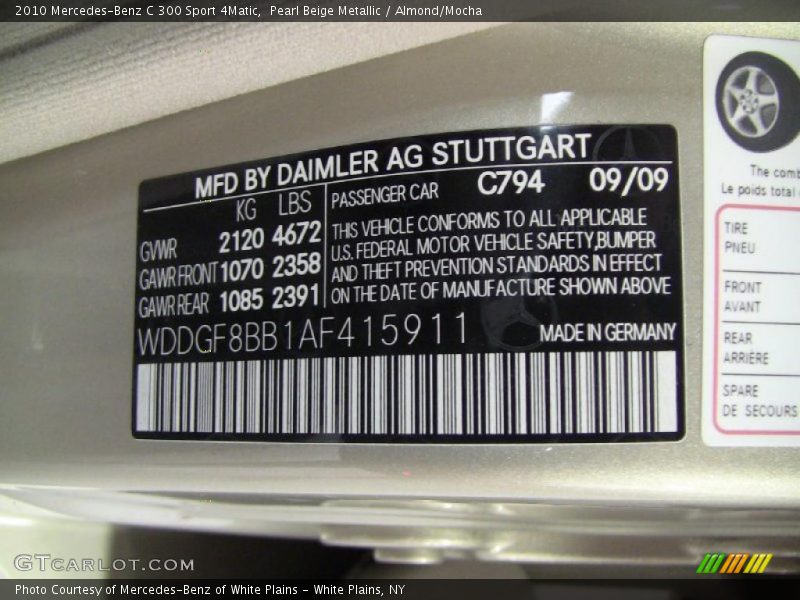 2010 Mercedes-Benz C 300 Sport 4Matic,  Pearl Beige Metallic / Almond/Mocha
MFD BY DAIMLER AG STUTTGART
KG LBS
GVWR 2120 4672
GAWR FRONT 1070 2358
GAWR REAR 1085 2391
PASSENGER CAR C794 09/09
THIS VEHICLE CONFORMS TO ALL APPLICABLE
U.S. FEDERAL MOTOR VEHICLE SAFETY, BUMPER
AND THEFT PREVENTION STANDARDS IN EFFECT
ON THE DATE OF MANUFACTURE SHOWN ABOVE
WDDGF8BB1AF415911
MADE IN GERMANY
The comb
Le poids total
TIRE
PNEU
FRONT
AVANT
REAR
ARRIÈRE
SPARE
DE SECOURS
GTCARLOT.COM
Photo Courtesy of Mercedes-Benz of White Plains - White Plains, NY